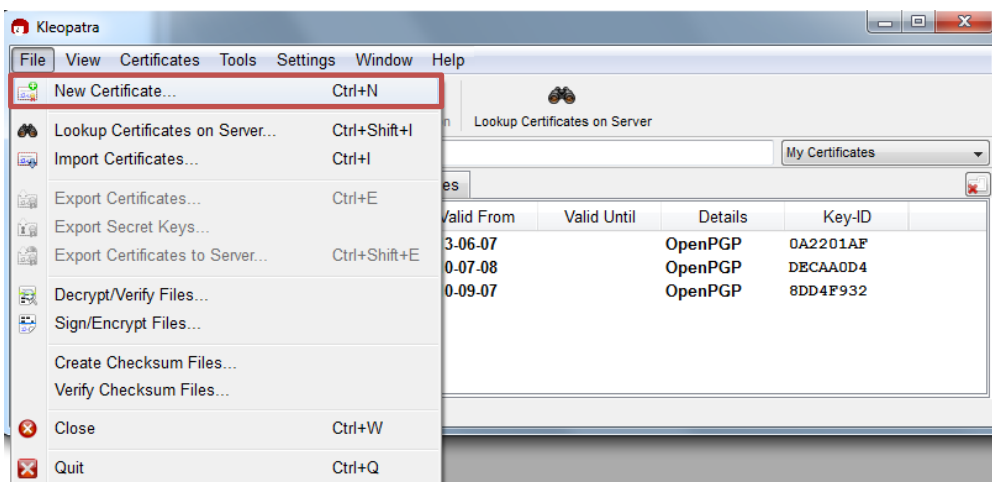 Kleopatra
File View Certificates Tools Settings Window Help
New Certificate... Ctrl+N
Lookup Certificates on Server
Lookup Certificates on Server... Ctrl+Shift+I
Import Certificates... Ctrl+I
My Certificates
Export Certificates... Ctrl+E
es
Export Secret Keys...
Valid From Valid Until Details Key-ID
Export Certificates to Server... Ctrl+Shift+E
3-06-07 OpenPGP 0A2201AF
0-07-08 OpenPGP DECAA0D4
0-09-07 OpenPGP 8DD4F932
Decrypt/Verify Files...
Sign/Encrypt Files...
Create Checksum Files...
Verify Checksum Files...
Close Ctrl+W
Quit Ctrl+Q